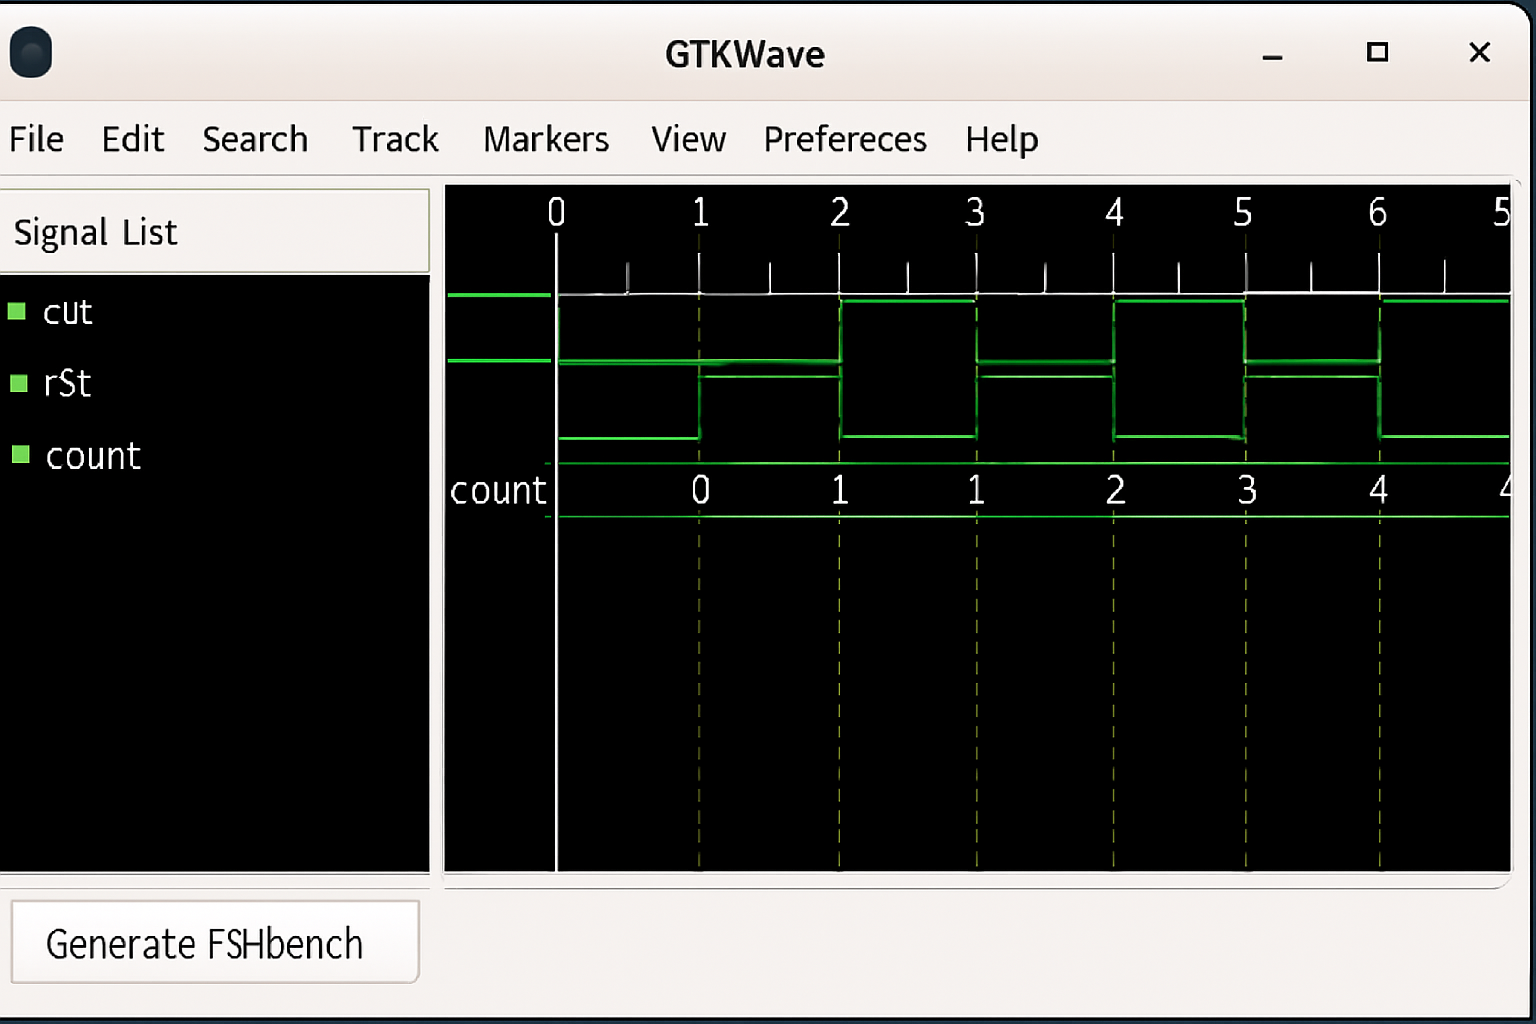 GTKWave
File Edit Search Track Markers View Prefereces Help
Signal List
cut
rSt
count
0 1 2 3 4 5 6 5
count 0 1 1 2 3 4 4
Generate FSHbench